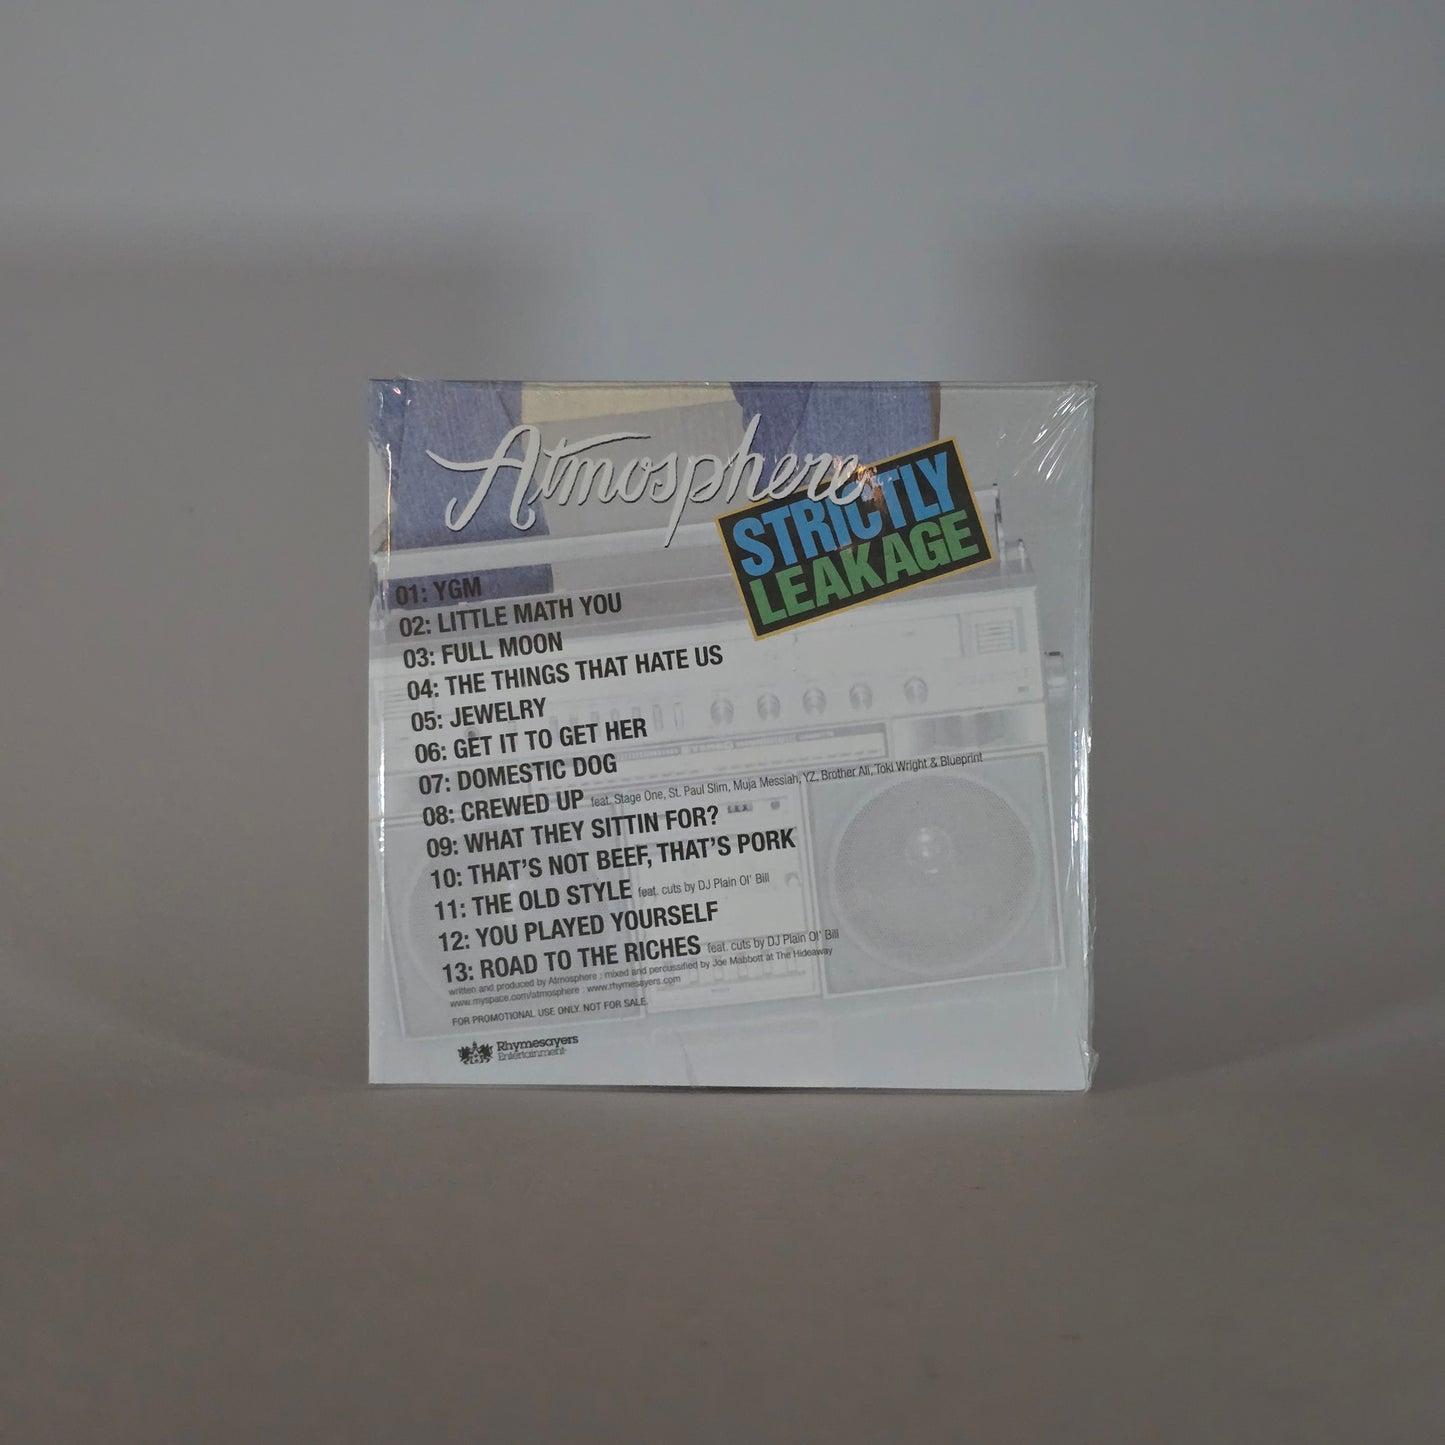 Atmosphere
STRICTLY
LEAKAGE
01: YGM
02: LITTLE MATH YOU
03: FULL MOON
04: THE THINGS THAT HATE US
05: JEWELRY
06: GET IT TO GET HER
07: DOMESTIC DOG
08: CREWED UP feat. Stage One, St. Paul Slim, Muja Messiah, YZ, Brother Ali, Toki Wright & Blueprint
09: WHAT THEY SITTIN FOR?
10: THAT'S NOT BEEF, THAT'S PORK
11: THE OLD STYLE feat. cuts by DJ Plain Ol' Bill
12: YOU PLAYED YOURSELF
13: ROAD TO THE RICHES feat. cuts by DJ Plain Ol' Bill
written and produced by Atmosphere : mixed and percussified by Joe Mabbott at The Hideaway
www.myspace.com/atmosphere : www.rhymesayers.com
FOR PROMOTIONAL USE ONLY. NOT FOR SALE.
Rhymesayers
Entertainment